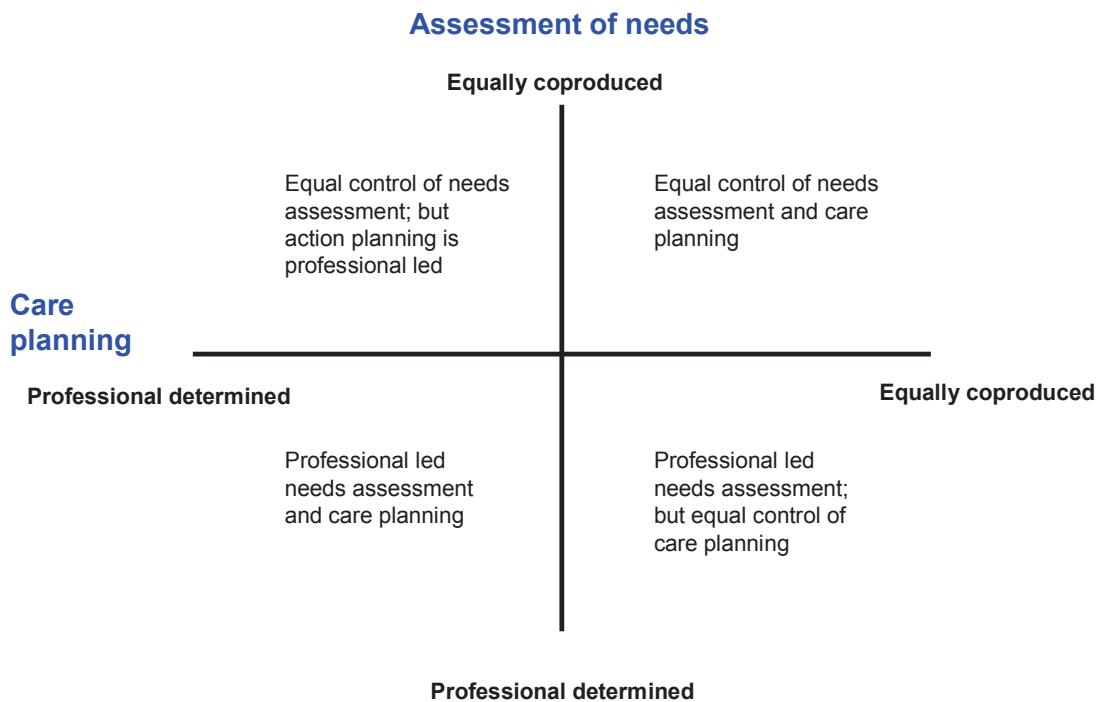 Assessment of needs
Equally coproduced
Equal control of needs
assessment; but
action planning is
professional led
Equal control of needs
assessment and care
planning
Care
planning
Professional determined
Equally coproduced
Professional led
needs assessment
and care planning
Professional led
needs assessment;
but equal control of
care planning
Professional determined